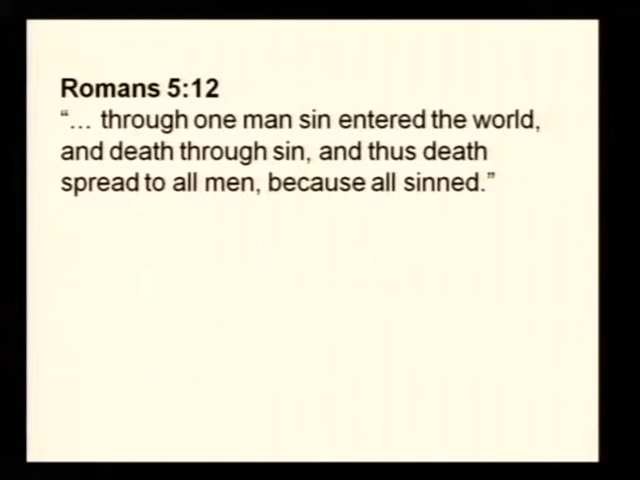 Romans 5:12
“... through one man sin entered the world,
and death through sin, and thus death
spread to all men, because all sinned.”